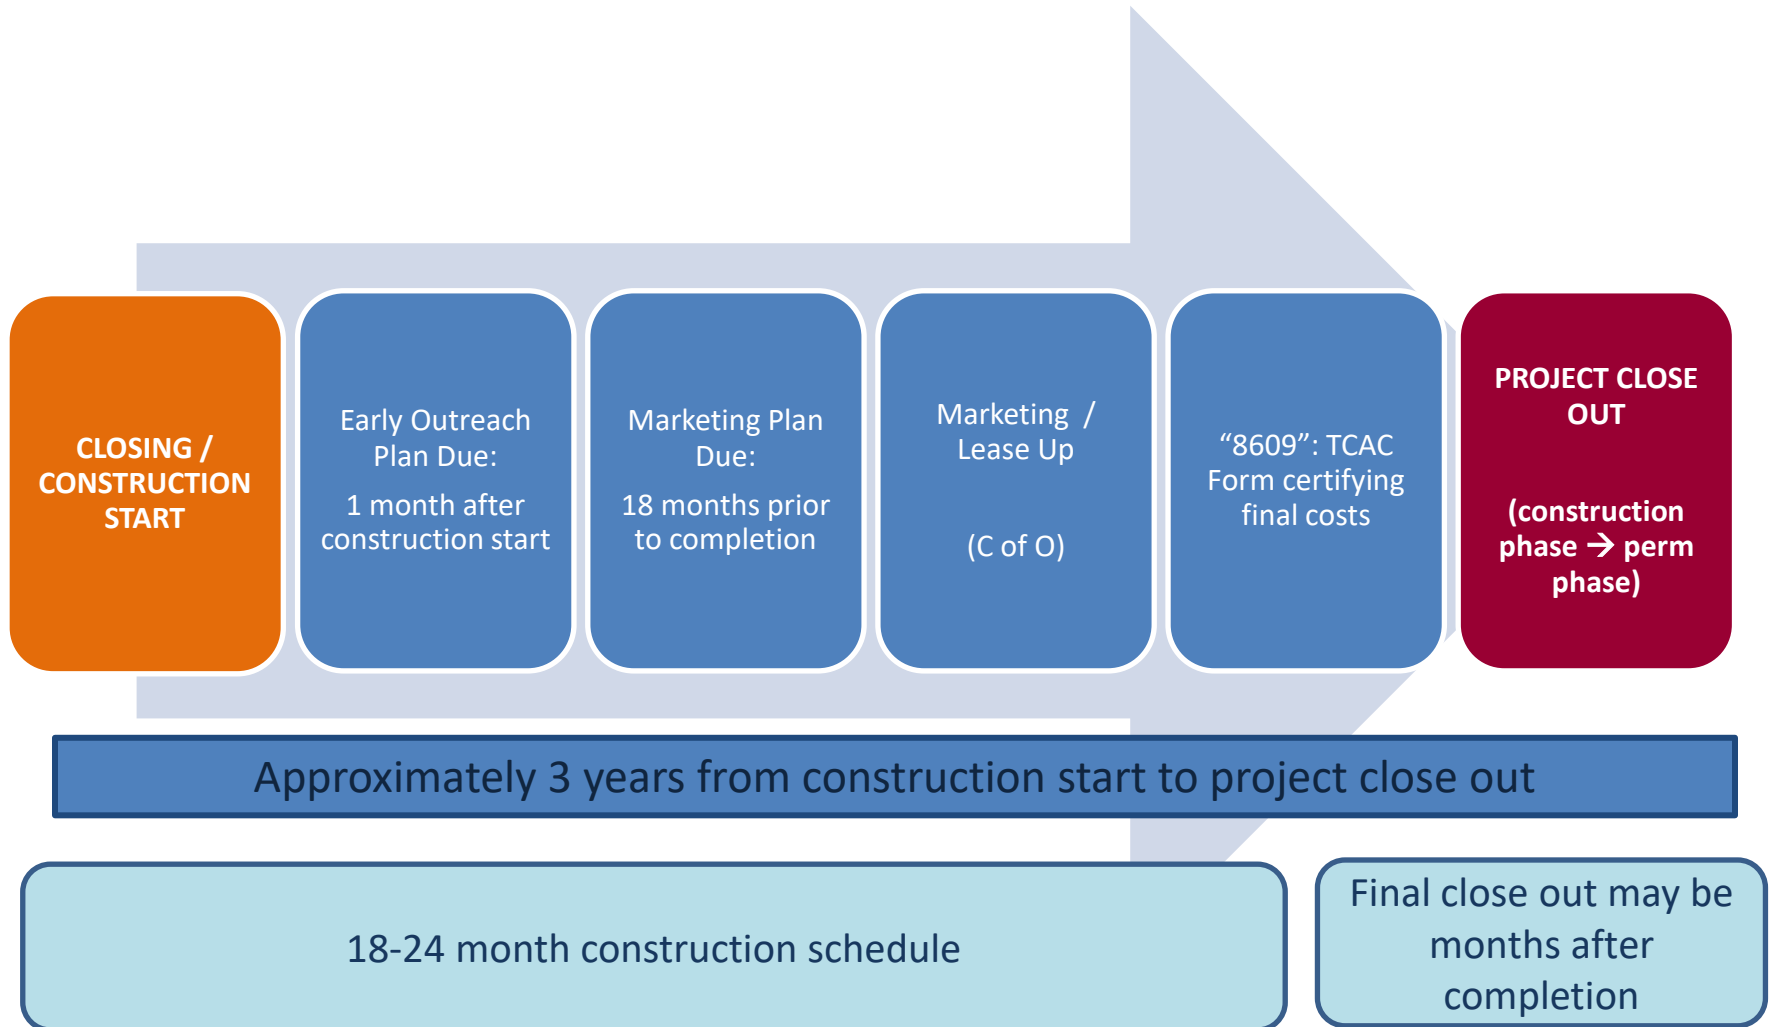 CLOSING /
CONSTRUCTION
START
Early Outreach
Plan Due:
1 month after
construction start
Marketing Plan
Due:
18 months prior
to completion
Marketing /
Lease Up
(C of O)
“8609”: TCAC
Form certifying
final costs
PROJECT CLOSE
OUT
(construction
phase → perm
phase)
Approximately 3 years from construction start to project close out
18-24 month construction schedule
Final close out may be
months after
completion